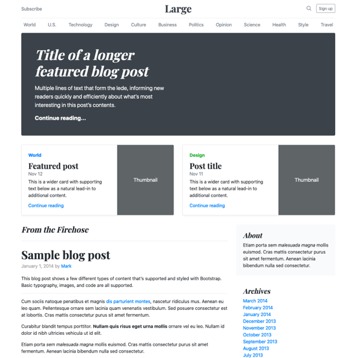 Subscribe
Large
Sign up
World U.S. Technology Design Culture Business Politics Opinion Science Health Style Travel
Title of a longer
featured blog post
Multiple lines of text that form the lede, informing new
readers quickly and efficiently about what's most
interesting in this post's contents.
Continue reading...
World
Featured post
Nov 12
This is a wider card with supporting
text below as a natural lead-in to
additional content.
Continue reading
Thumbnail
Design
Post title
Nov 11
This is a wider card with supporting
text below as a natural lead-in to
additional content.
Continue reading
Thumbnail
From the Firehose
Sample blog post
January 1, 2014 by Mark
This blog post shows a few different types of content that's supported and styled with Bootstrap.
Basic typography, images, and code are all supported.
Cum sociis natoque penatibus et magnis dis parturient montes, nascetur ridiculus mus. Aenean eu
leo quam. Pellentesque ornare sem lacinia quam venenatis vestibulum. Sed posuere consectetur est
at lobortis. Cras mattis consectetur purus sit amet fermentum.
Curabitur blandit tempus porttitor. Nullam quis risus eget urna mollis ornare vel eu leo. Nullam id
dolor id nibh ultricies vehicula ut id elit.
Etiam porta sem malesuada magna mollis euismod. Cras mattis consectetur purus sit amet
fermentum. Aenean lacinia bibendum nulla sed consectetur.
About
Etiam porta sem malesuada magna mollis
euismod. Cras mattis consectetur purus
sit amet fermentum. Aenean lacinia
bibendum nulla sed consectetur.
Archives
March 2014
February 2014
January 2014
December 2013
November 2013
October 2013
September 2013
August 2013
July 2013